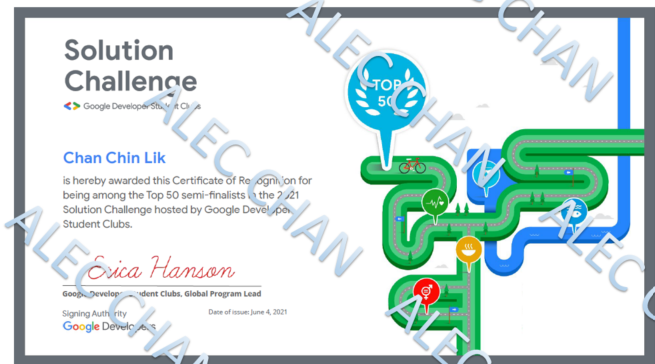 Solution
Challenge
Google Developer Student Clubs
TOP
50
Chan Chin Lik
is hereby awarded this Certificate of Recognition for
being among the Top 50 semi-finalists in the 2021
Solution Challenge hosted by Google Developer
Student Clubs.
Erica Hanson
Google Developer Student Clubs, Global Program Lead
Signing Authority
Date of issue: June 4, 2021
Google Developers
ALEC CHAN
ALEC CHAN
ALEC CHAN
ALEC CHAN
ALEC C
ALEC
CHAN